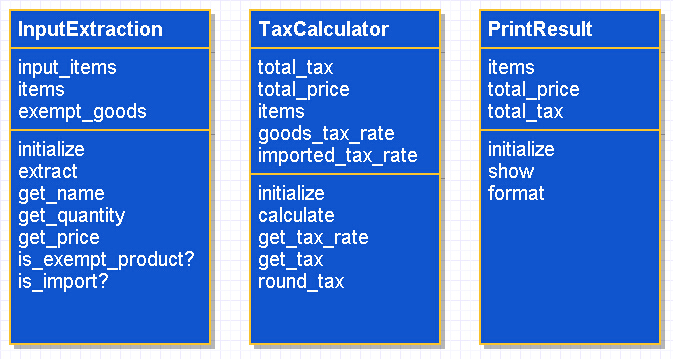 InputExtraction
input_items
items
exempt_goods
initialize
extract
get_name
get_quantity
get_price
is_exempt_product?
is_import?
TaxCalculator
total_tax
total_price
items
goods_tax_rate
imported_tax_rate
initialize
calculate
get_tax_rate
get_tax
round_tax
PrintResult
items
total_price
total_tax
initialize
show
format